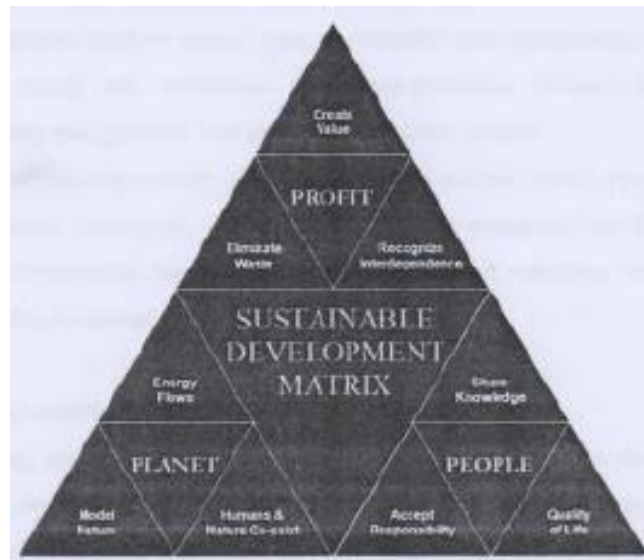 Create
Value
PROFIT
Eliminate
Waste
Recognize
Interdependence
SUSTAINABLE
DEVELOPMENT
MATRIX
Energy
Flows
Share
Knowledge
PLANET
PEOPLE
Model
Nature
Humans &
Nature Co-exist
Accept
Responsibility
Quality
of Life